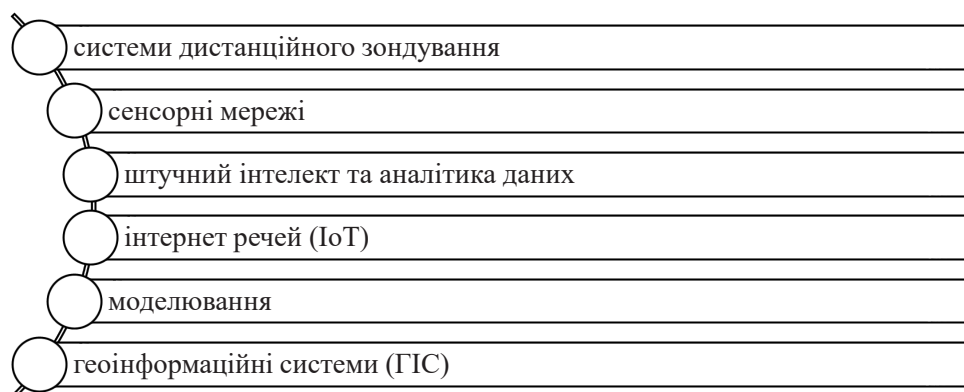 системи дистанційного зондування
сенсорні мережі
штучний інтелект та аналітика даних
інтернет речей (IoT)
моделювання
геоінформаційні системи (ГІС)